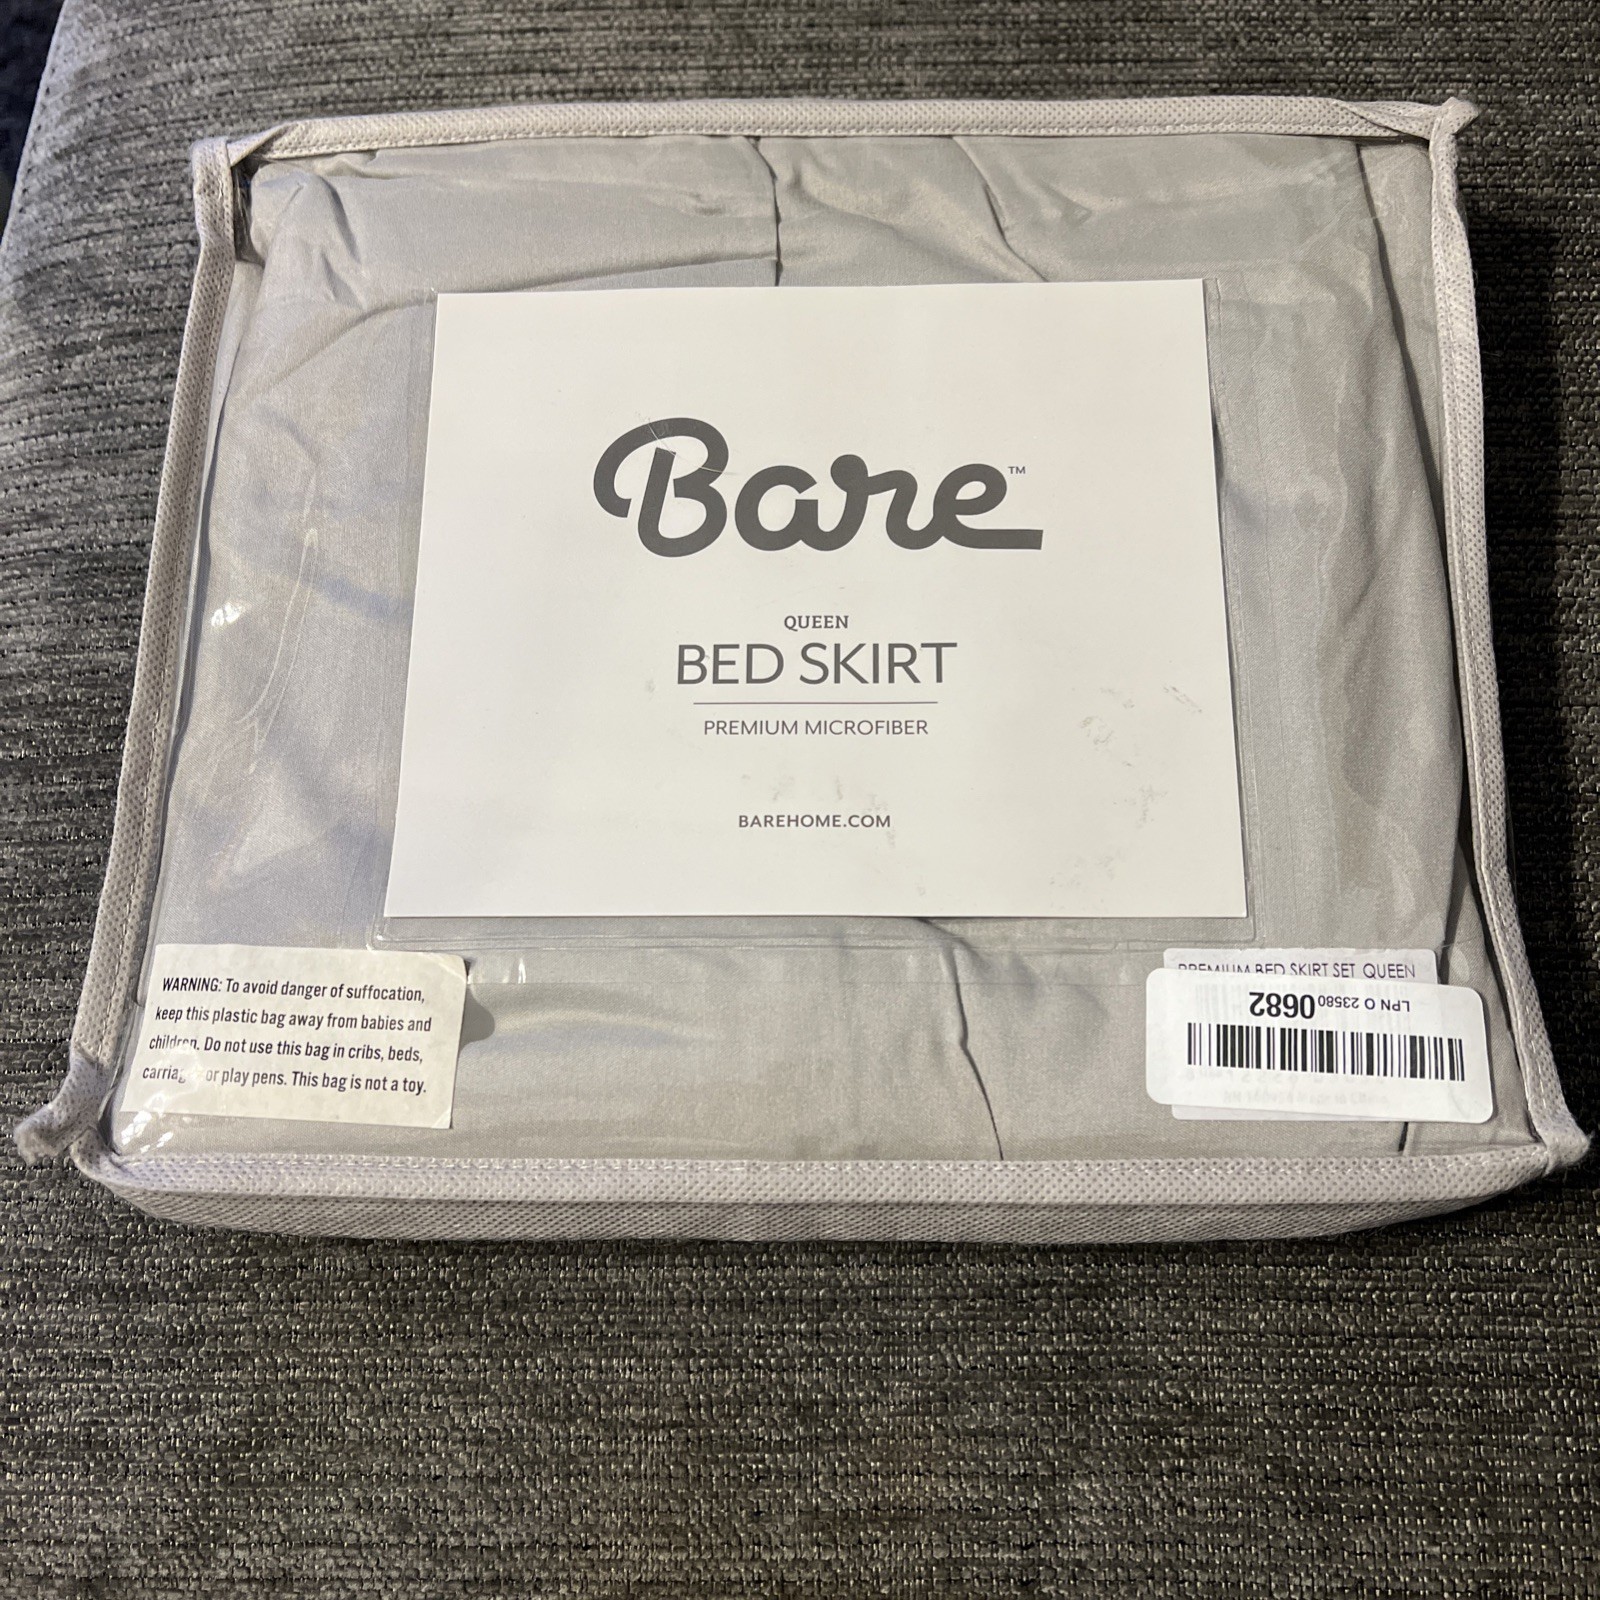 Bare™
QUEEN
BED SKIRT
PREMIUM MICROFIBER
BAREHOME.COM
WARNING: To avoid danger of suffocation,
keep this plastic bag away from babies and
children. Do not use this bag in cribs, beds,
or play pens. This bag is not a toy.
PREMIUM BED SKIRT SET QUEEN
LPN O 23580 0682